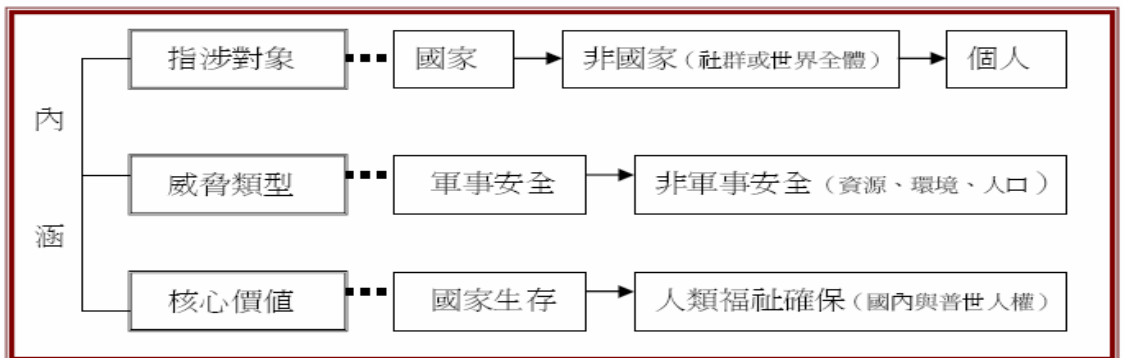 內涵
指涉對象 國家 非國家（社群或世界全體） 個人
威脅類型 軍事安全 非軍事安全（資源、環境、人口）
核心價值 國家生存 人類福祉確保（國內與普世人權）